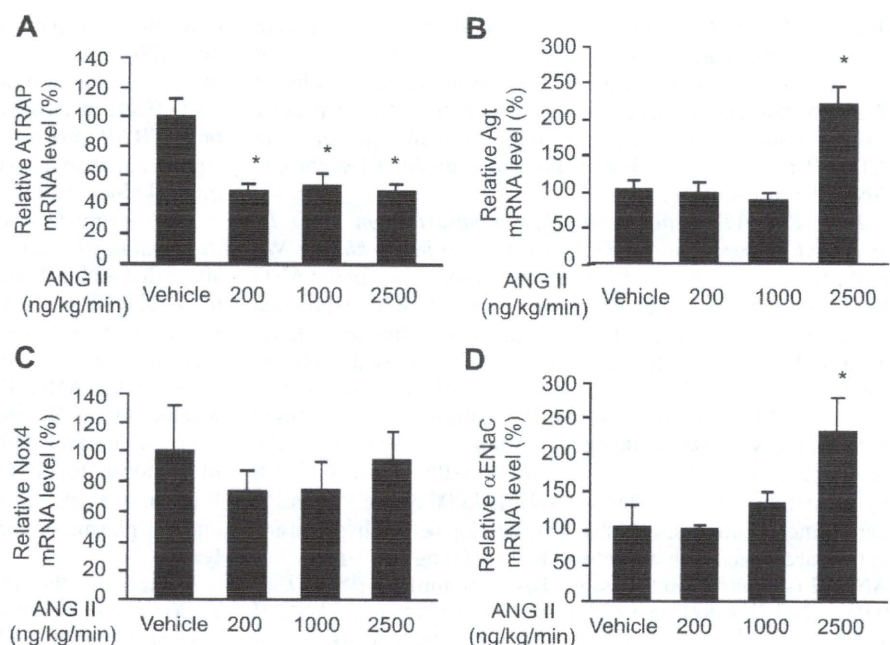 A
Relative ATRAP
mRNA level (%)
140
120
100
80
60
40
20
0
*
*
*
ANG II
(ng/kg/min)
Vehicle 200 1000 2500
B
Relative Agt
mRNA level (%)
300
250
200
150
100
50
0
*
ANG II
(ng/kg/min)
Vehicle 200 1000 2500
C
Relative Nox4
mRNA level (%)
140
120
100
80
60
40
20
0
ANG II
(ng/kg/min)
Vehicle 200 1000 2500
D
Relative αENaC
mRNA level (%)
300
250
200
150
100
50
0
*
ANG II
(ng/kg/min)
Vehicle 200 1000 2500